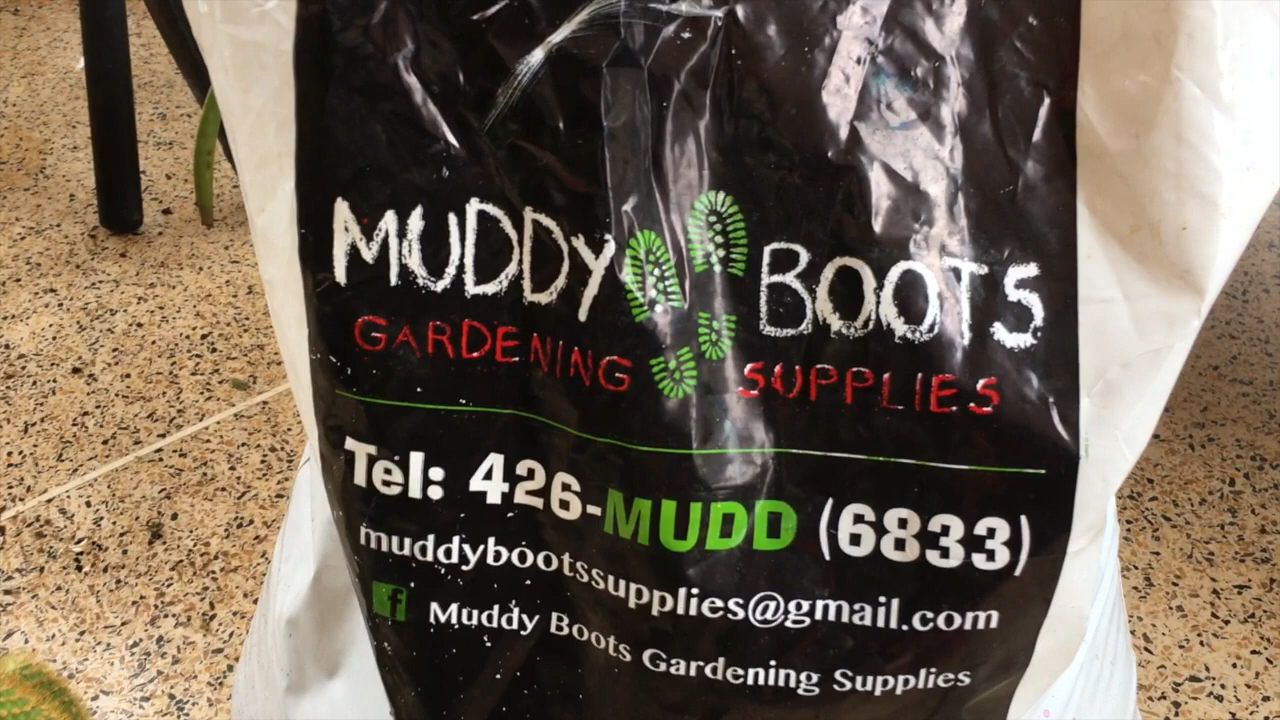 MUDDY BOOTS
GARDENING SUPPLIES
Tel: 426-MUDD (6833)
muddybootssupplies@gmail.com
f Muddy Boots Gardening Supplies